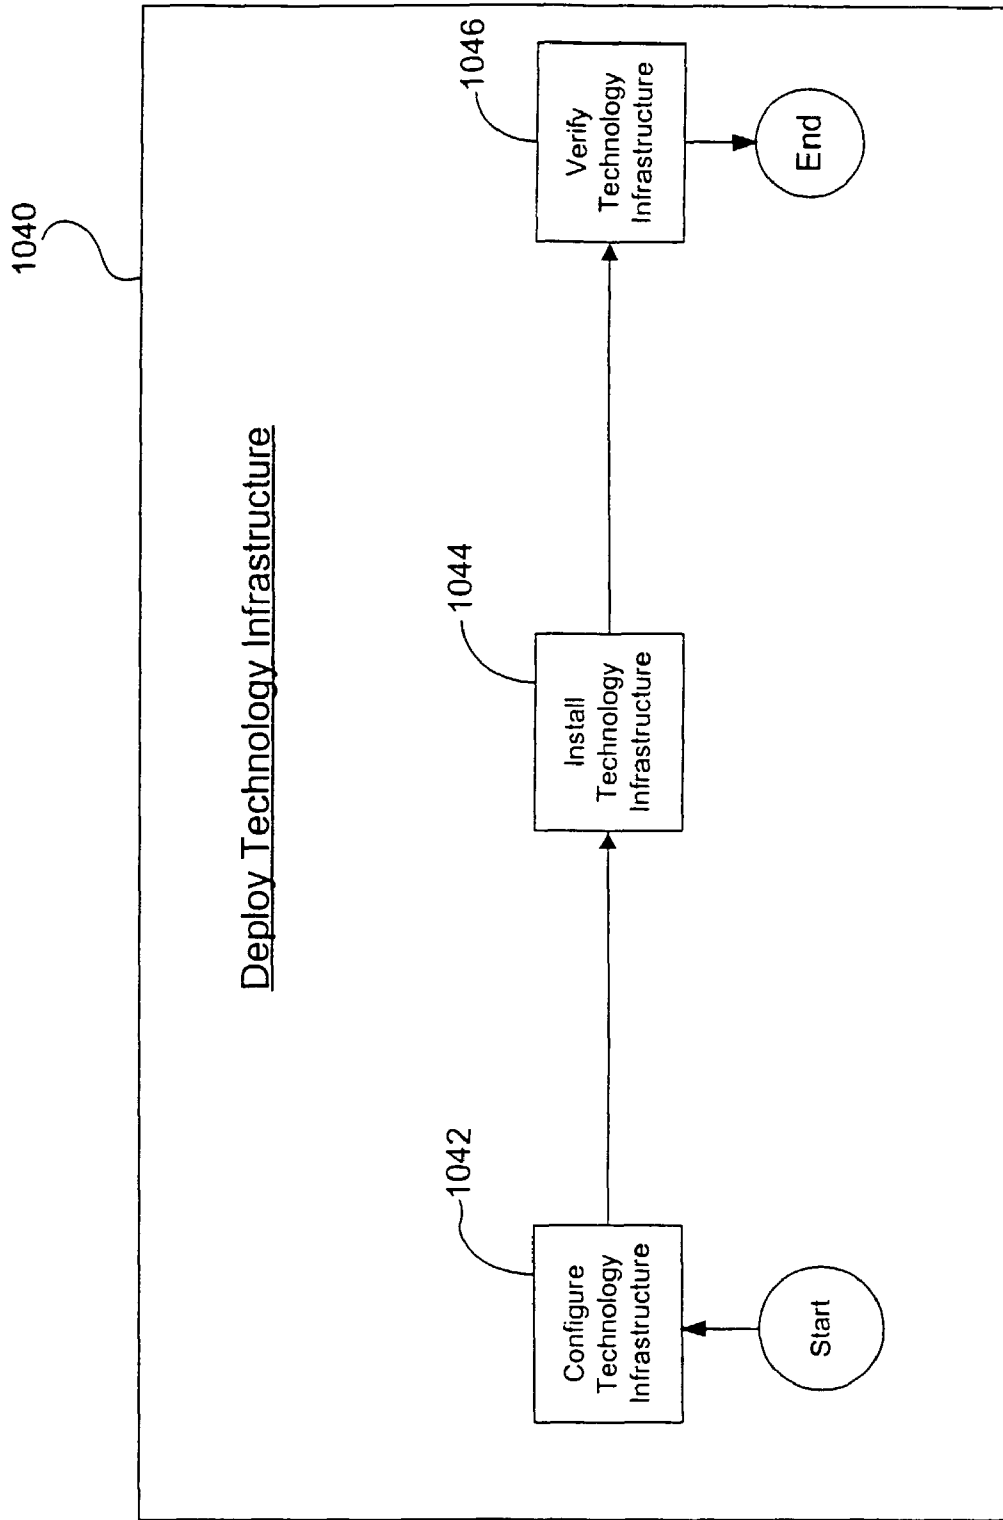 1040
Deploy Technology Infrastructure
1042
1044
1046
Configure
Technology
Infrastructure
Install
Technology
Infrastructure
Verify
Technology
Infrastructure
Start
End